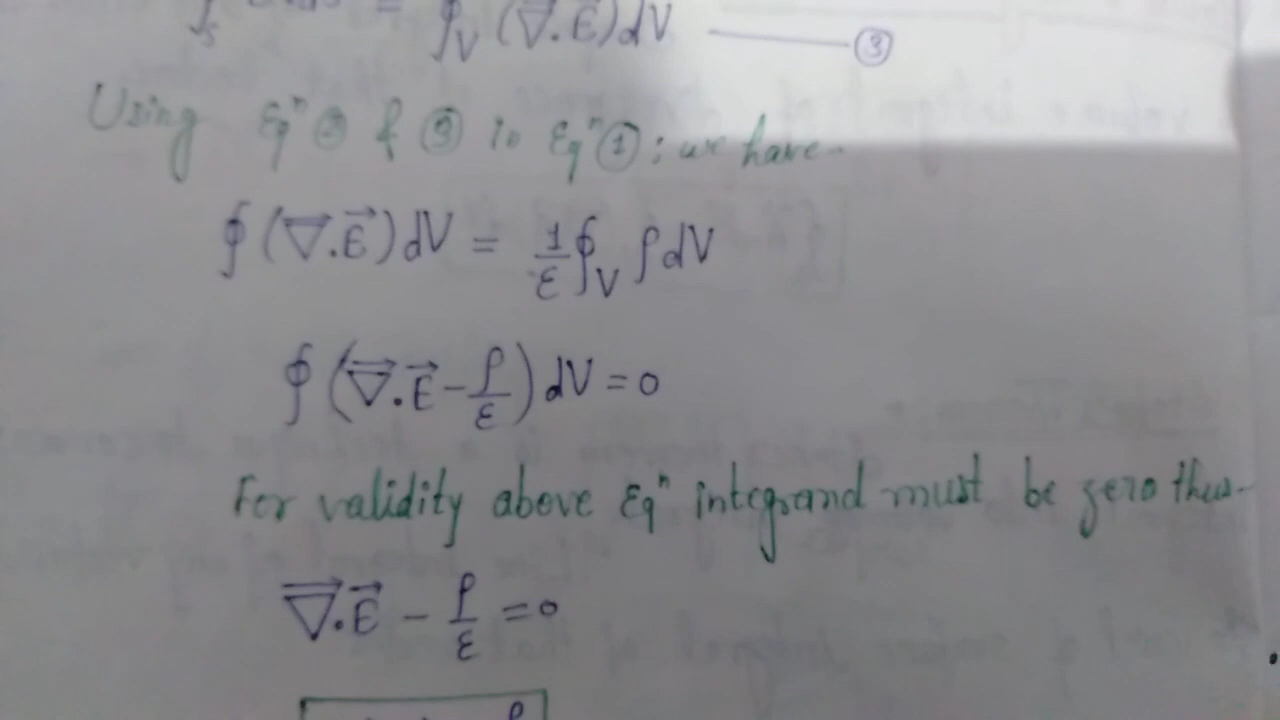 = ∮V (∇.E⃗)dV ——— ③
Using Eqⁿ ② & ③ in Eqⁿ ① ; we have-
∮ (∇⃗.E⃗) dV = 1/ε ∮V ρdV
∮ (∇⃗.E⃗ - ρ/ε) dV = 0
For validity above Eqⁿ integrand must be zero thus-
∇⃗.E⃗ - ρ/ε = 0